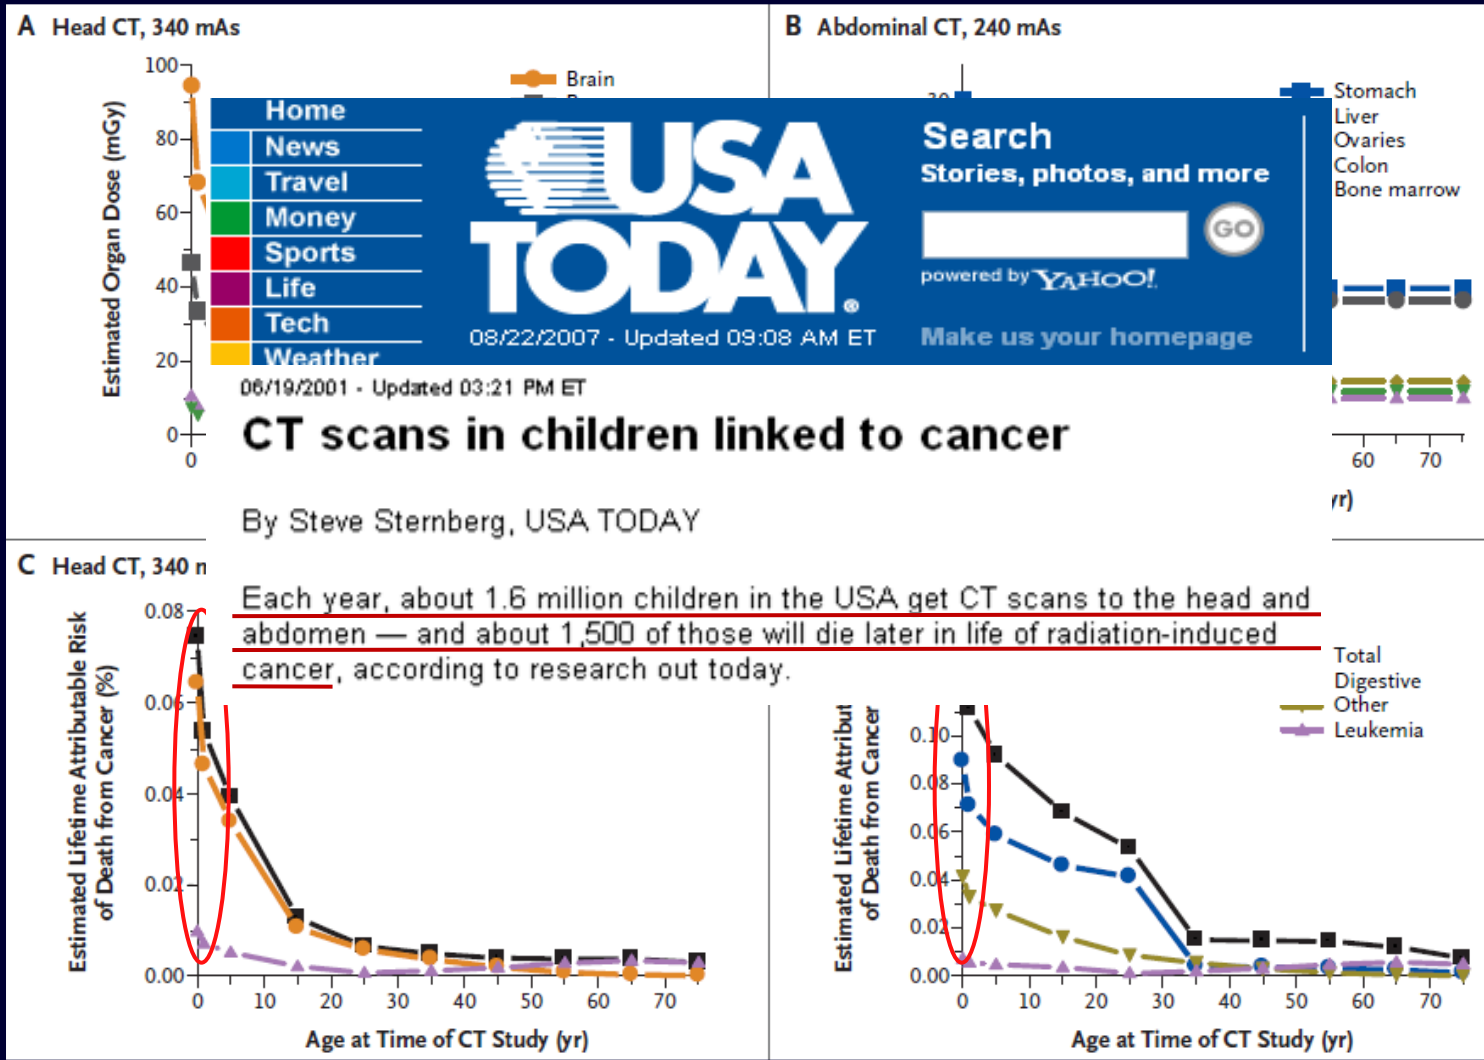 A Head CT, 340 mAs
100
80
60
40
20
0
0
Estimated Organ Dose (mGy)
Brain
B Abdominal CT, 240 mAs
Stomach
Liver
Ovaries
Colon
Bone marrow
60
70
yr)
Home
News
Travel
Money
Sports
Life
Tech
Weather
USA
TODAY®
08/22/2007 - Updated 09:08 AM ET
Search
Stories, photos, and more
GO
powered by YAHOO!
Make us your homepage
06/19/2001 - Updated 03:21 PM ET
CT scans in children linked to cancer
By Steve Sternberg, USA TODAY
Each year, about 1.6 million children in the USA get CT scans to the head and
abdomen — and about 1,500 of those will die later in life of radiation-induced
cancer, according to research out today.
C Head CT, 340 m
0.08
0.06
0.04
0.02
0.00
0
10
20
30
40
50
60
70
Estimated Lifetime Attributable Risk
of Death from Cancer (%)
Age at Time of CT Study (yr)
Total
Digestive
Other
Leukemia
0.10
0.08
0.06
0.02
0.00
0
10
20
30
40
50
60
70
Estimated Lifetime Attribut
of Death from Cancer
Age at Time of CT Study (yr)